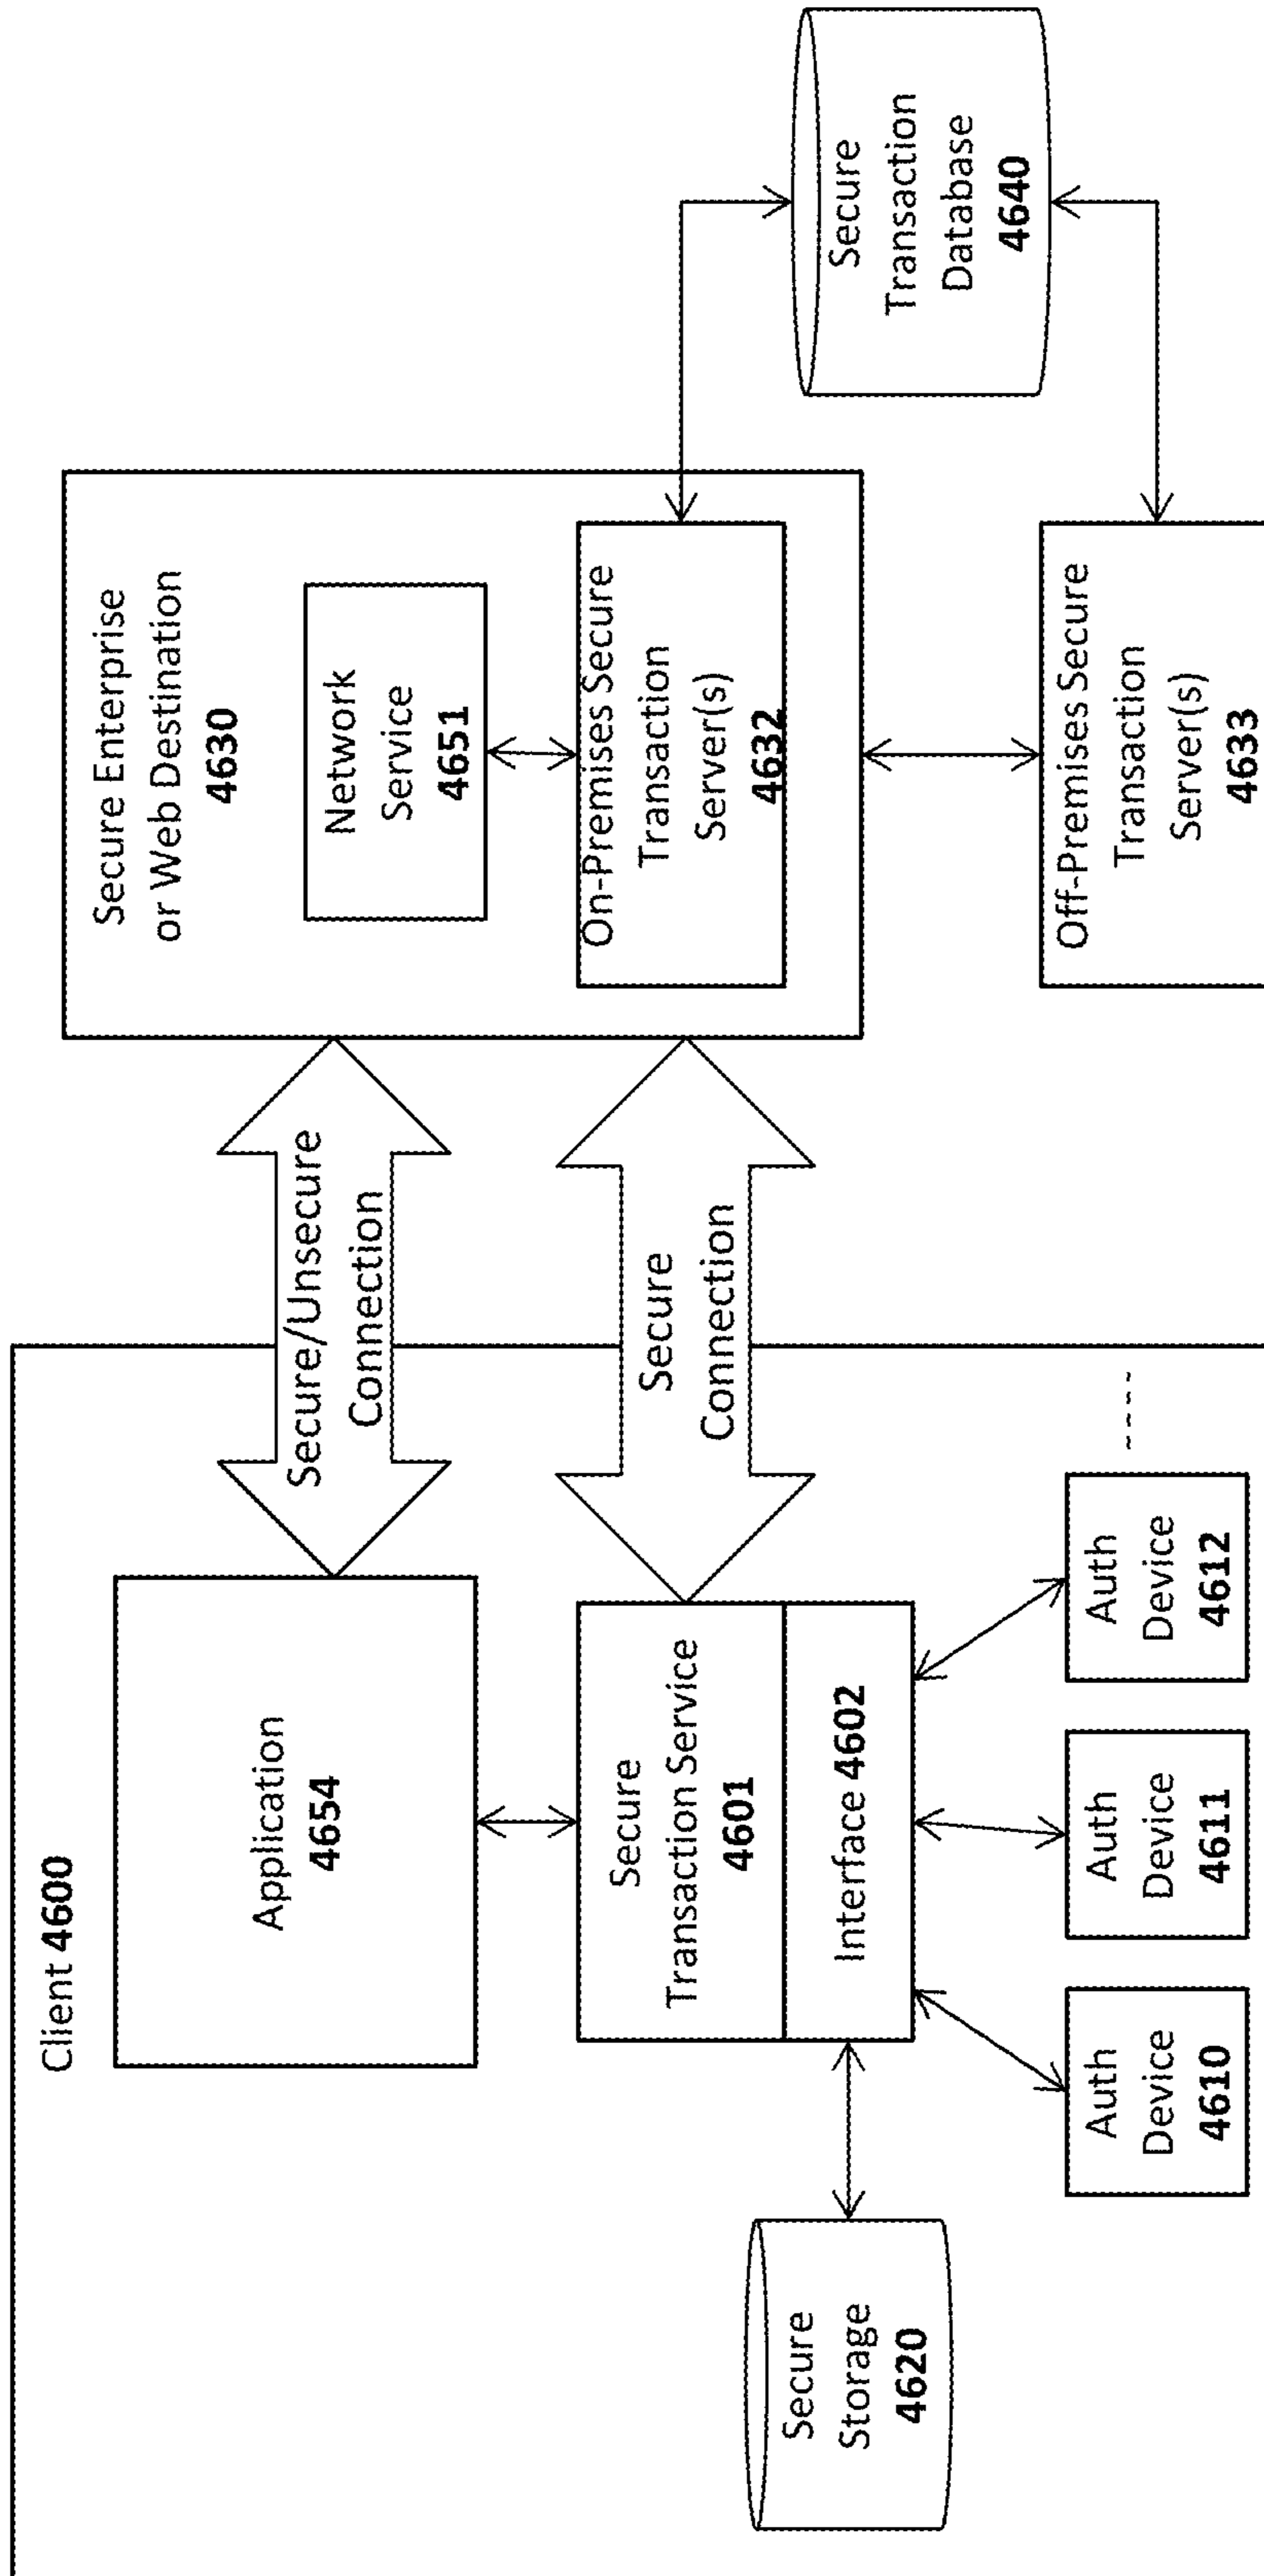 Client 4600
Application
4654
Secure
Transaction Service
4601
Interface 4602
Secure
Storage
4620
Auth
Device
4610
Auth
Device
4611
Auth
Device
4612
Secure/Unsecure
Connection
Secure
Connection
Secure Enterprise
or Web Destination
4630
Network
Service
4651
On-Premises Secure
Transaction
Server(s)
4632
Off-Premises Secure
Transaction
Server(s)
4633
Secure
Transaction
Database
4640